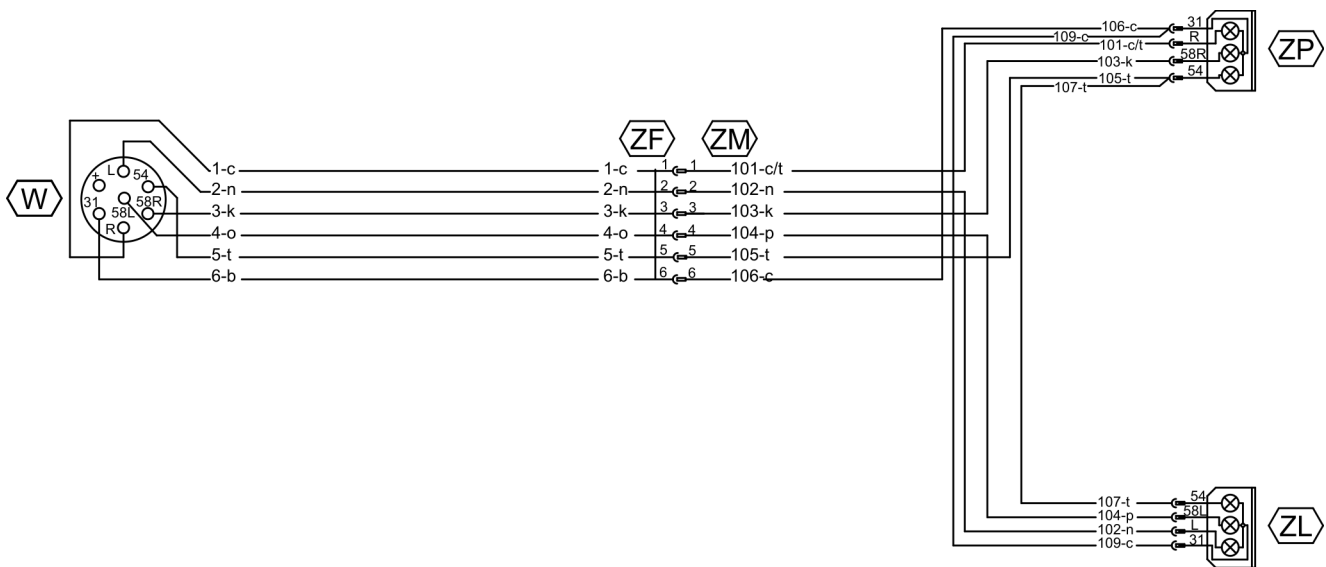 106-c 31
109-c R
101-c/t
103-k 58R
105-t 54
107-t
ZP
ZF ZM
W
+ L 54
31 58L 58R
R
1-c 1-c 1 1 101-c/t
2-n 2-n 2 2 102-n
3-k 3-k 3 3 103-k
4-o 4-o 4 4 104-p
5-t 5-t 5 5 105-t
6-b 6-b 6 6 106-c
107-t 54
104-p 58L
102-n L
109-c 31
ZL